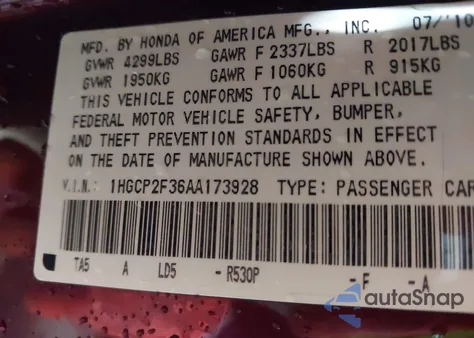 MFD. BY HONDA OF AMERICA MFG., INC. 07/'10
GVWR 4299LBS GAWR F 2337LBS R 2017LBS
GVWR 1950KG GAWR F 1060KG R 915KG
THIS VEHICLE CONFORMS TO ALL APPLICABLE
FEDERAL MOTOR VEHICLE SAFETY, BUMPER,
AND THEFT PREVENTION STANDARDS IN EFFECT
ON THE DATE OF MANUFACTURE SHOWN ABOVE.
V.I.N.: 1HGCP2F36AA173928 TYPE: PASSENGER CAR
TA5 A LD5 -R530P -F -A
autoSnap